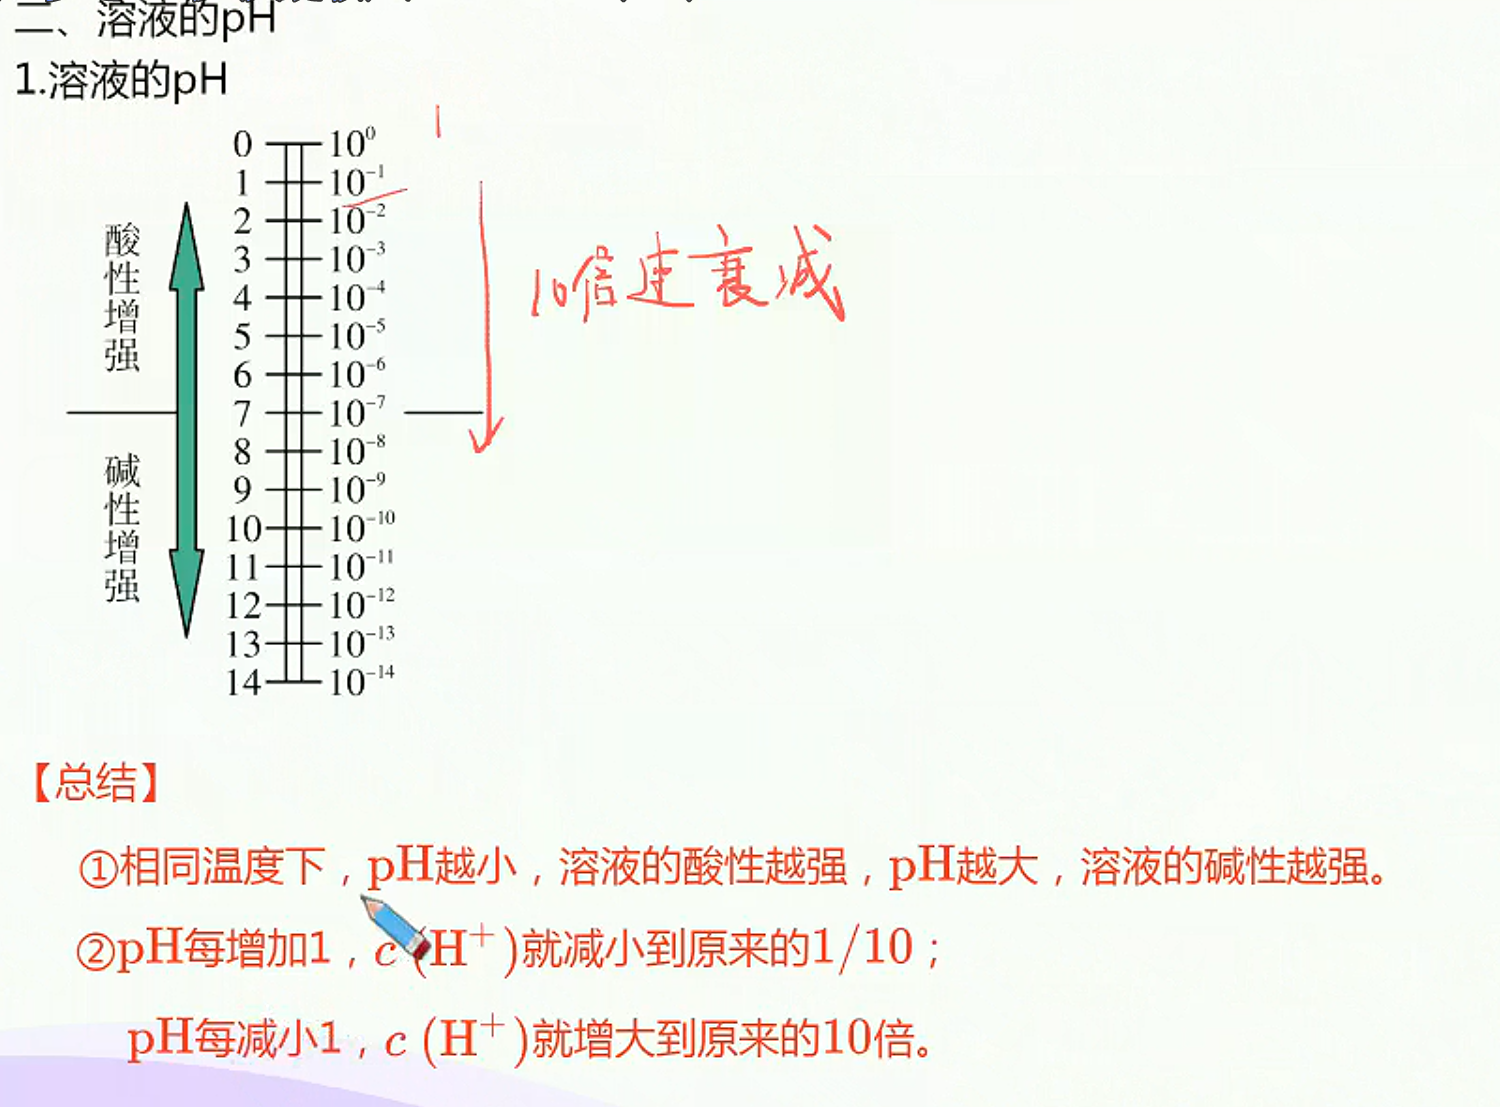 二、溶液的pH
1.溶液的pH
0 10⁰
1 10⁻¹
2 10⁻²
3 10⁻³
4 10⁻⁴
5 10⁻⁵
6 10⁻⁶
7 10⁻⁷
8 10⁻⁸
9 10⁻⁹
10 10⁻¹⁰
11 10⁻¹¹
12 10⁻¹²
13 10⁻¹³
14 10⁻¹⁴
酸性增强
碱性增强
10倍速衰减
【总结】
①相同温度下，pH越小，溶液的酸性越强，pH越大，溶液的碱性越强。
②pH每增加1，c(H⁺)就减小到原来的1/10；
pH每减小1，c(H⁺)就增大到原来的10倍。